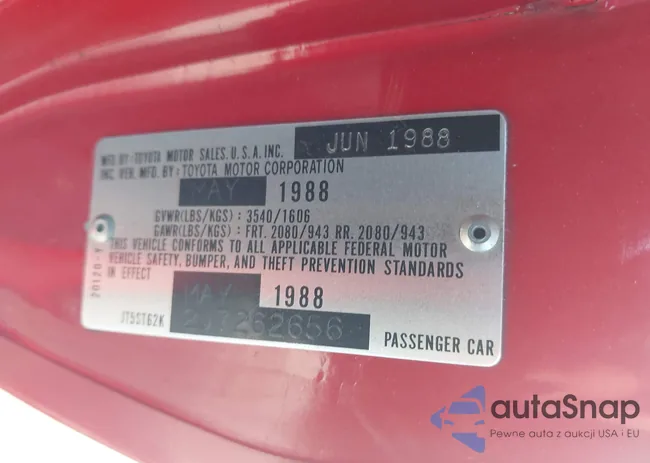 MFD BY: TOYOTA MOTOR SALES, U.S.A. INC. JUN 1988
INC. VEH. MFD. BY: TOYOTA MOTOR CORPORATION
MAY 1988
GVWR(LBS/KGS) : 3540/1606
GAWR(LBS/KGS) : FRT. 2080/943 RR. 2080/943
THIS VEHICLE CONFORMS TO ALL APPLICABLE FEDERAL MOTOR
VEHICLE SAFETY, BUMPER, AND THEFT PREVENTION STANDARDS
IN EFFECT
MAY 1988
JT5ST62K
PASSENGER CAR
20120-Y
autaSnap
Pewne auta z aukcji USA i EU